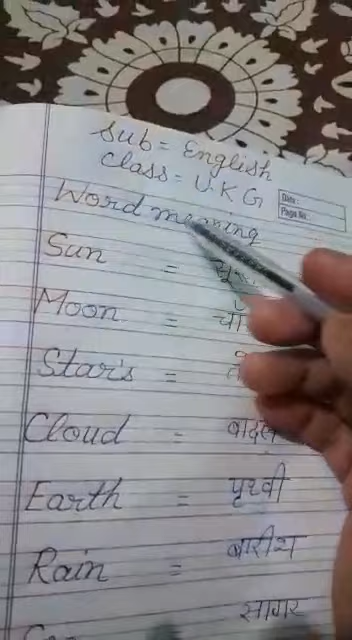 Sub = English
Class = U.K.G
Date:
Page No.:
Word meaning
Sun =
Moon =
Star's =
Cloud = बादल
Earth = पृथ्वी
Rain = बारीश
सागर